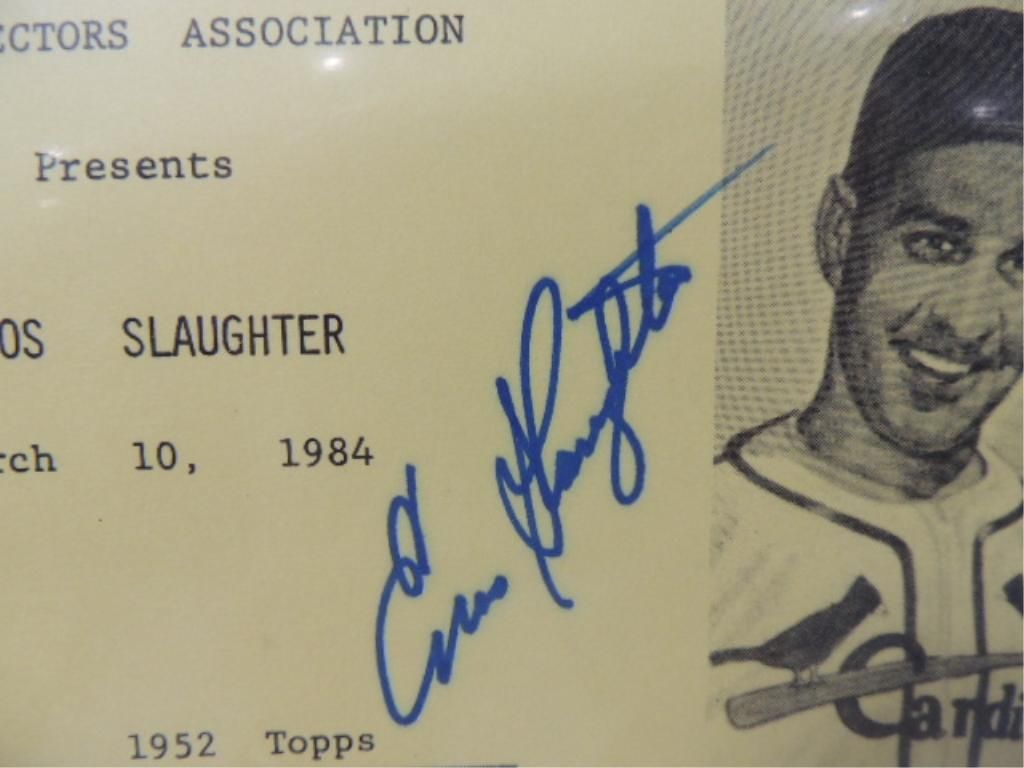 ECTORS ASSOCIATION
Presents
OS SLAUGHTER
rch 10, 1984
Enos Slaughter
1952 Topps
Cardi